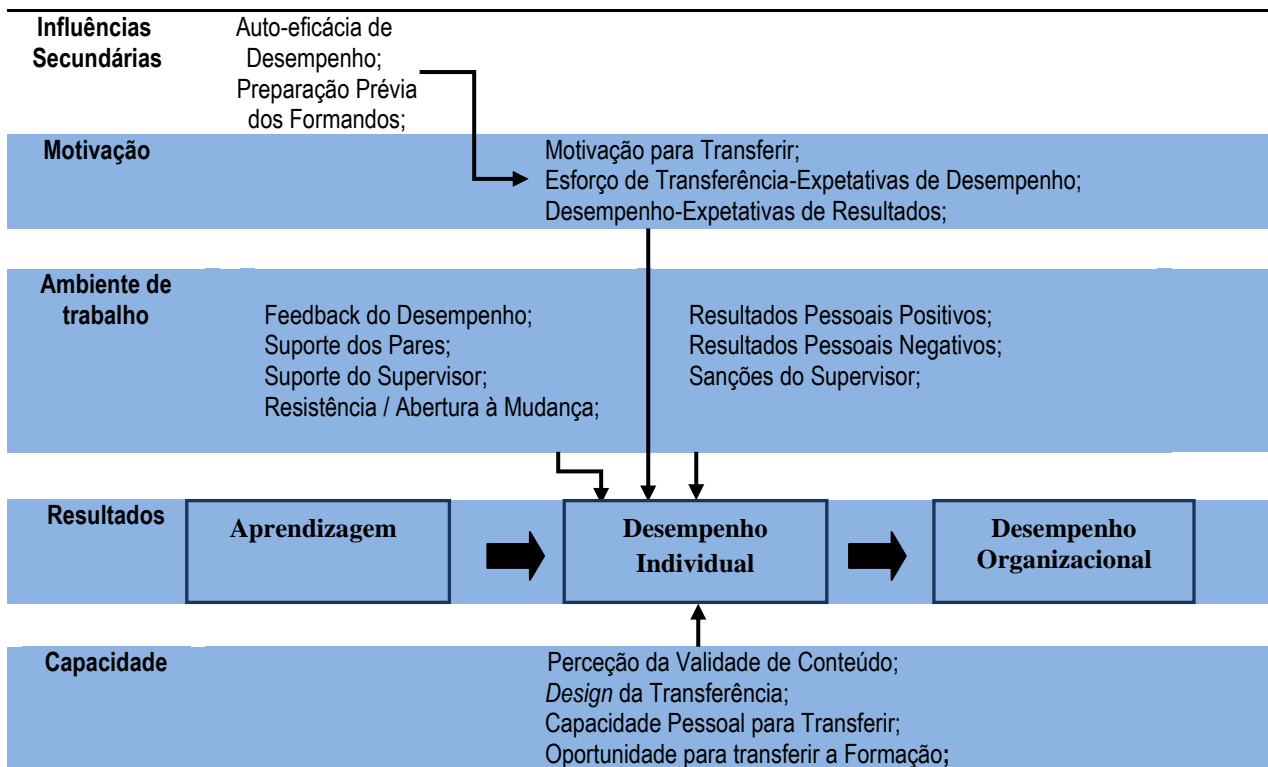 Influências
Secundárias
Auto-eficácia de
Desempenho;
Preparação Prévia
dos Formandos;
Motivação
Motivação para Transferir;
Esforço de Transferência-Expetativas de Desempenho;
Desempenho-Expetativas de Resultados;
Ambiente de
trabalho
Feedback do Desempenho;
Suporte dos Pares;
Suporte do Supervisor;
Resistência / Abertura à Mudança;
Resultados Pessoais Positivos;
Resultados Pessoais Negativos;
Sanções do Supervisor;
Resultados
Aprendizagem
Desempenho
Individual
Desempenho
Organizacional
Capacidade
Perceção da Validade de Conteúdo;
Design da Transferência;
Capacidade Pessoal para Transferir;
Oportunidade para transferir a Formação;